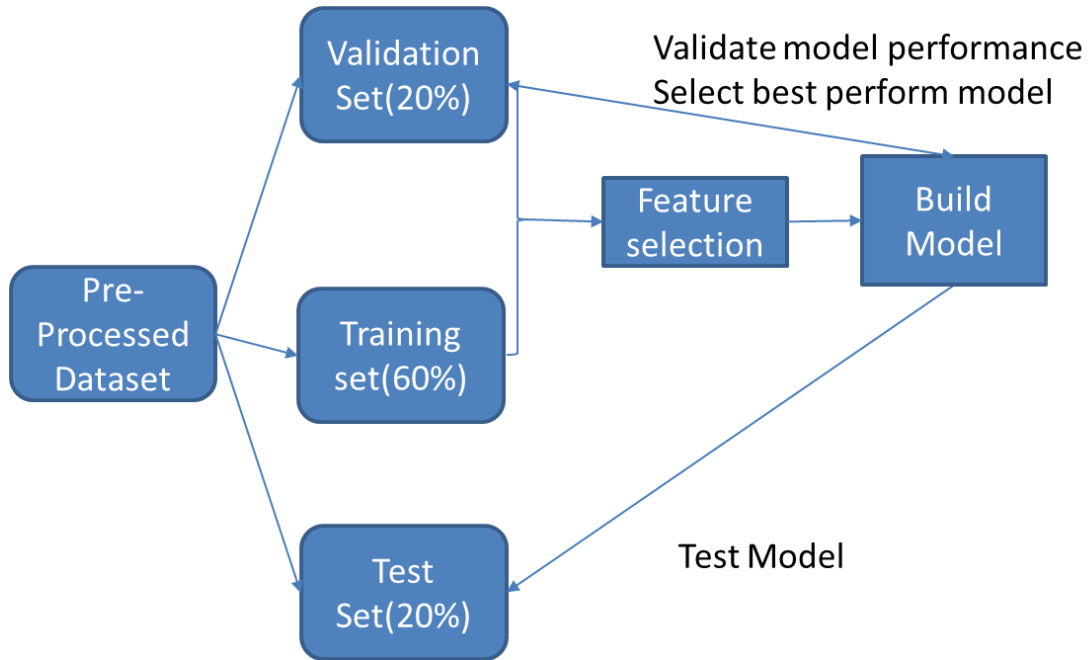 Validation
Set(20%)
Validate model performance
Select best perform model
Feature
selection
Build
Model
Pre-
Processed
Dataset
Training
set(60%)
Test
Set(20%)
Test Model